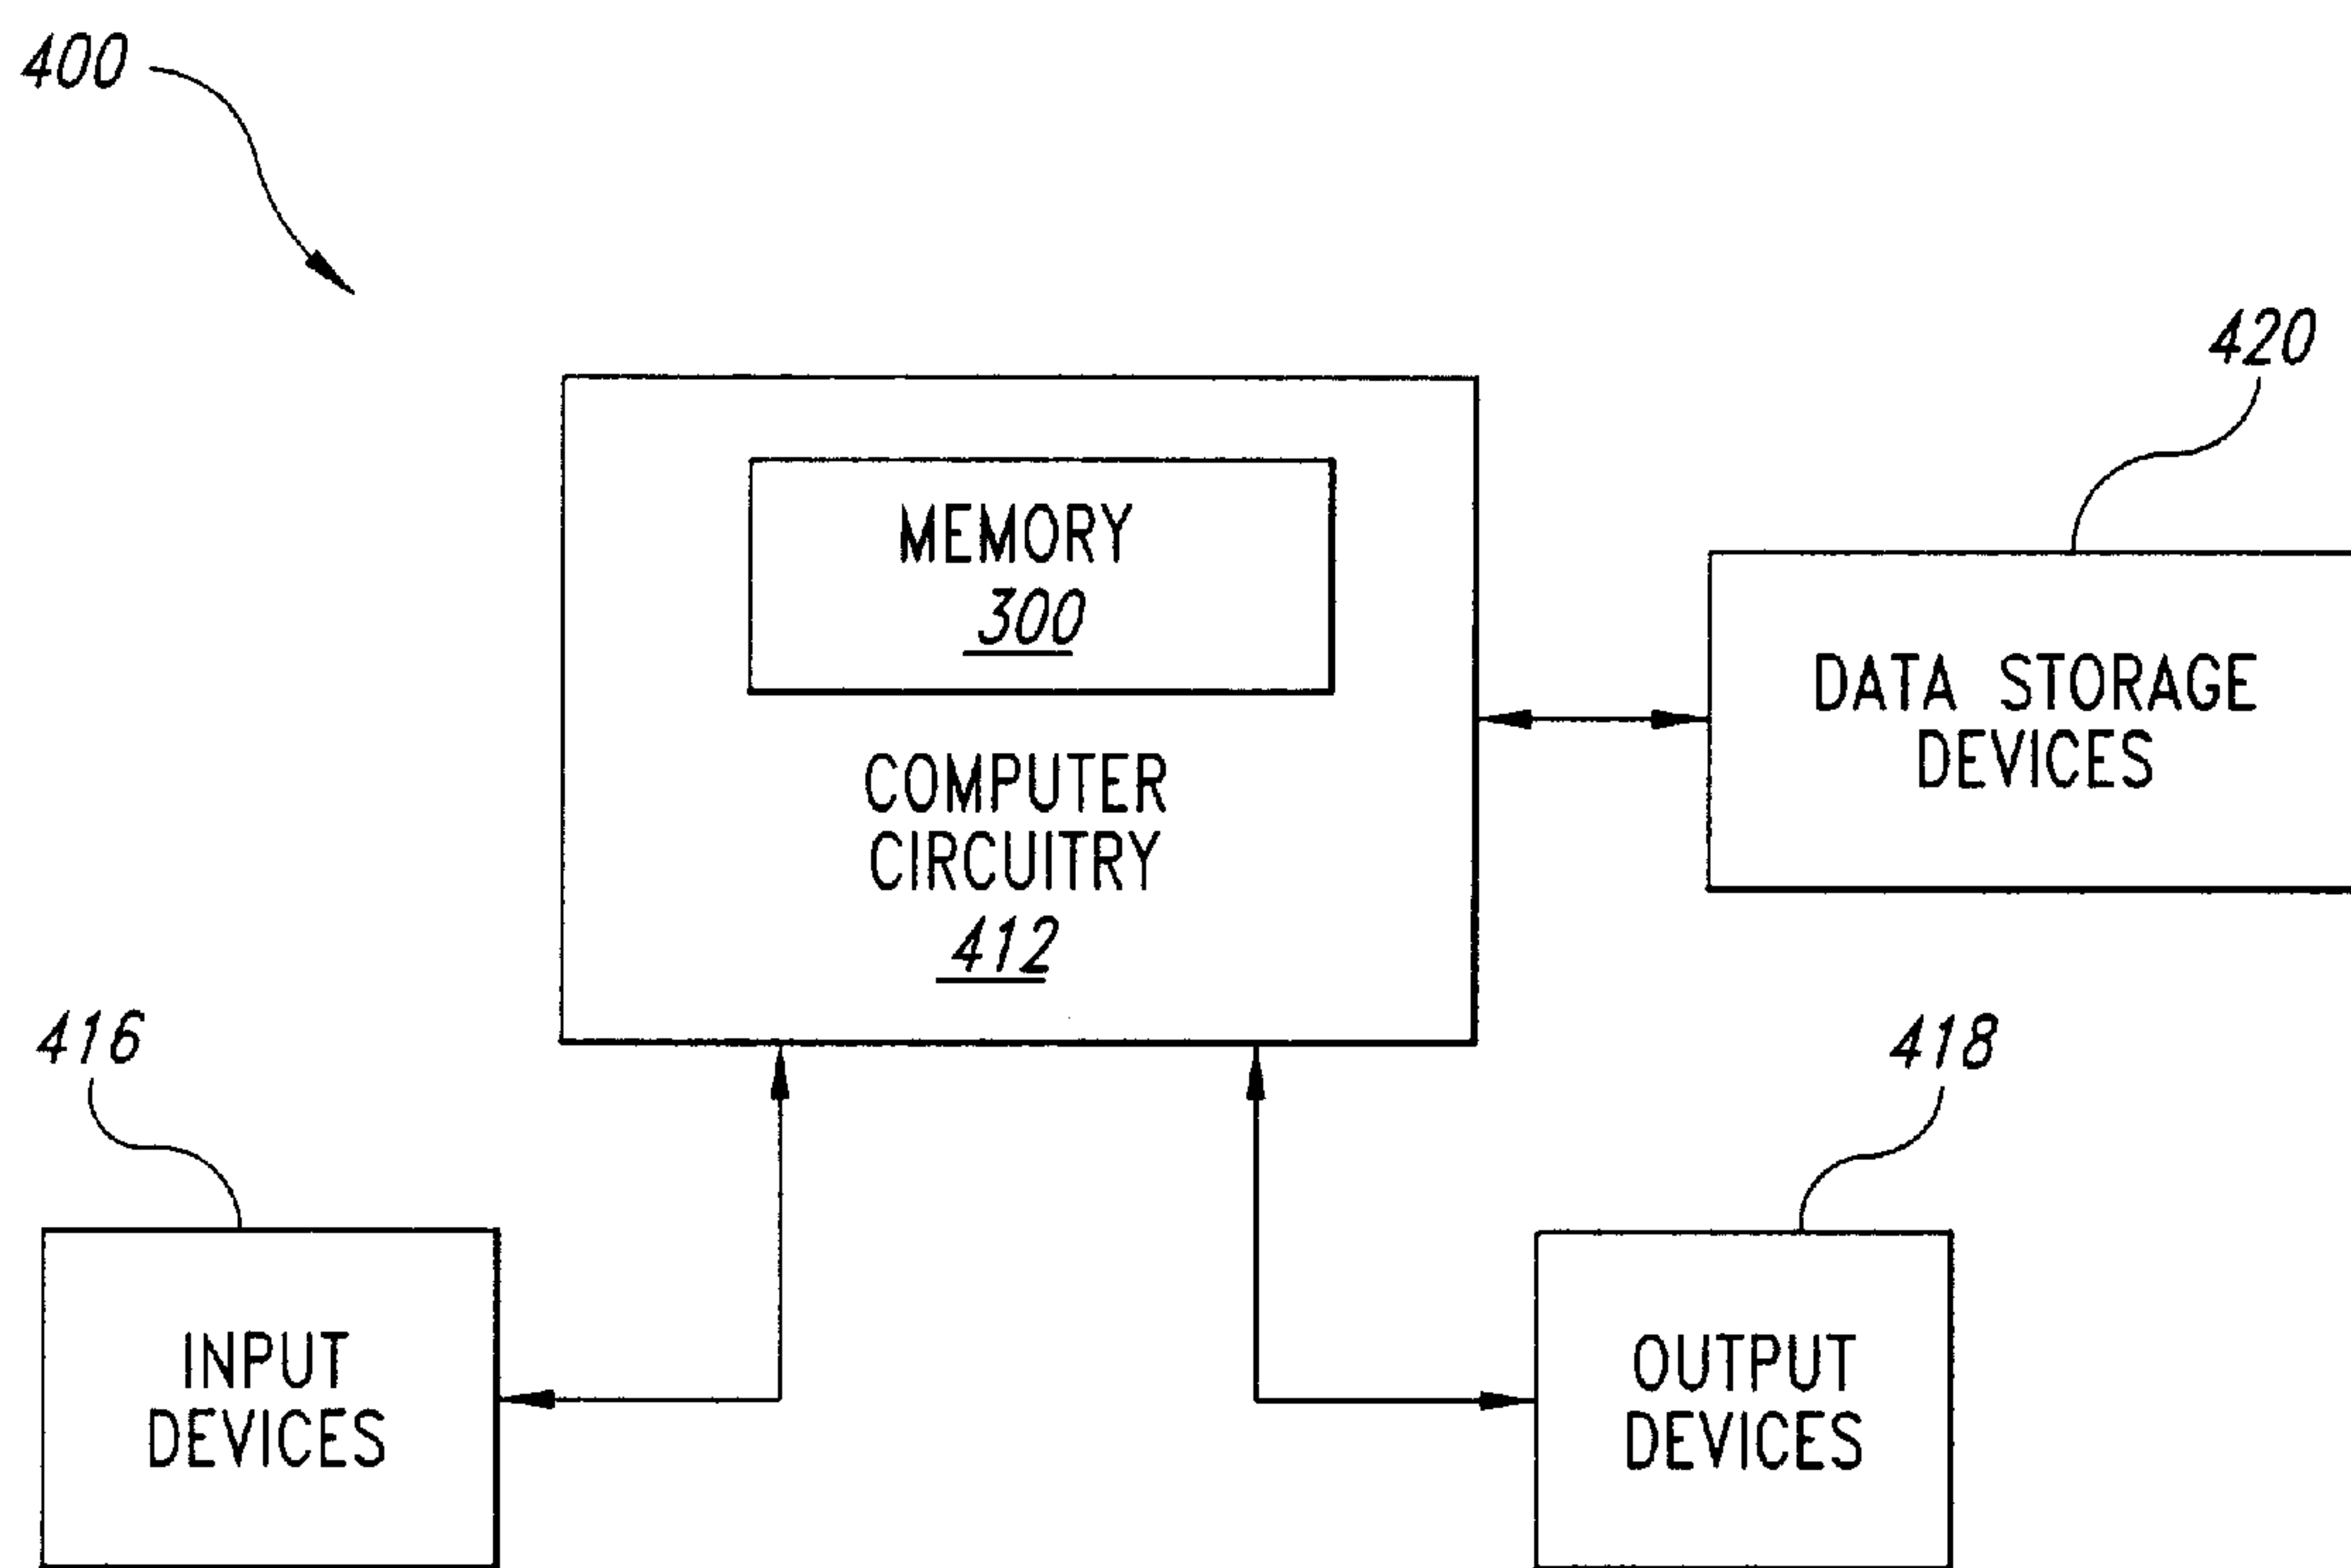 400
420
MEMORY
300
DATA STORAGE
DEVICES
COMPUTER
CIRCUITRY
412
416
418
INPUT
DEVICES
OUTPUT
DEVICES